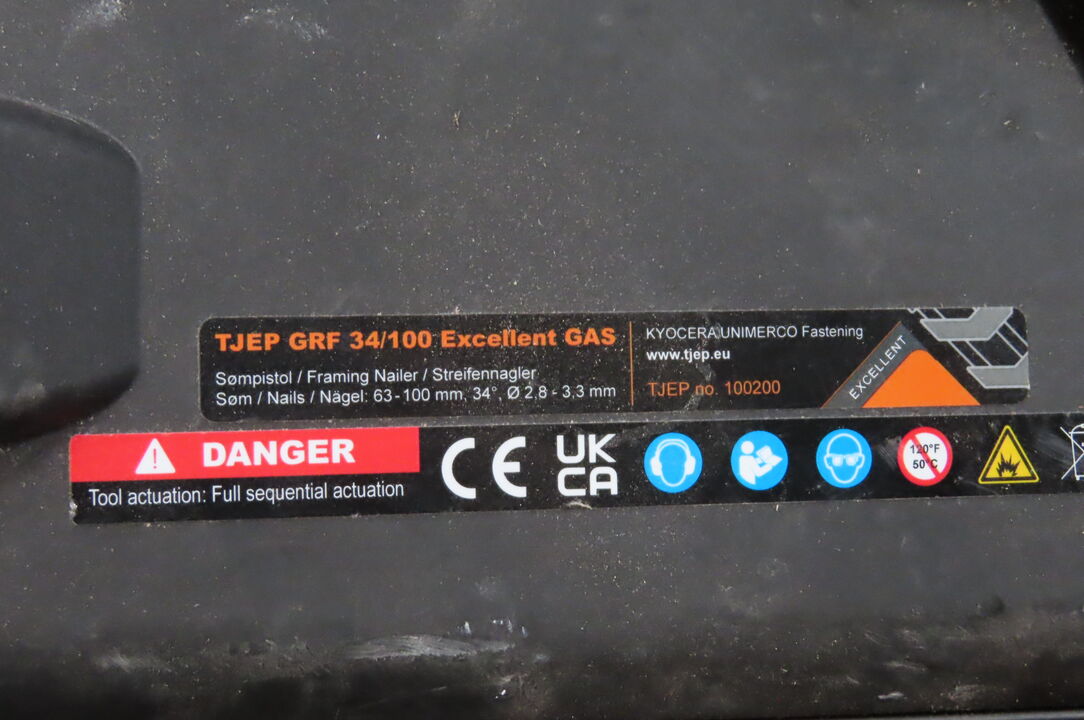 TJEP GRF 34/100 Excellent GAS
Sømpistol / Framing Nailer / Streifennagler
Søm / Nails / Nägel: 63-100 mm, 34°, Ø 2,8 - 3,3 mm
KYOCERA UNIMERCO Fastening
www.tjep.eu
TJEP no. 100200
EXCELLENT
DANGER
Tool actuation: Full sequential actuation
CE
UK
CA
120°F
50°C